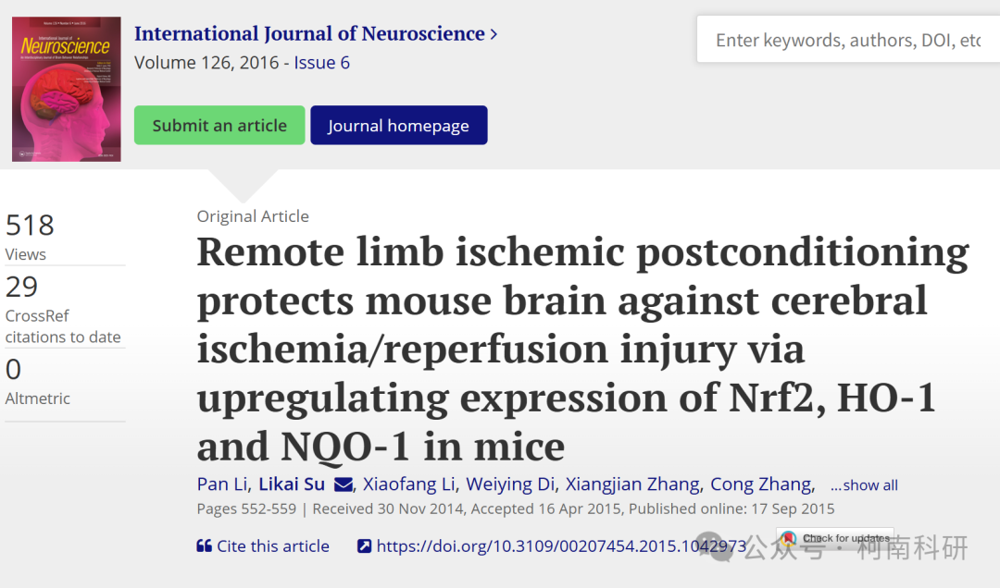 Neuroscience
International Journal of Neuroscience >
Volume 126, 2016 - Issue 6
Enter keywords, authors, DOI, etc
Submit an article
Journal homepage
518
Views
29
CrossRef
citations to date
0
Altmetric
Original Article
Remote limb ischemic postconditioning
protects mouse brain against cerebral
ischemia/reperfusion injury via
upregulating expression of Nrf2, HO-1
and NQO-1 in mice
Pan Li, Likai Su, Xiaofang Li, Weiying Di, Xiangjian Zhang, Cong Zhang, ...show all
Pages 552-559 | Received 30 Nov 2014, Accepted 16 Apr 2015, Published online: 17 Sep 2015
Cite this article
https://doi.org/10.3109/00207454.2015.1042973
Check for updates
公众号 · 柯南科研